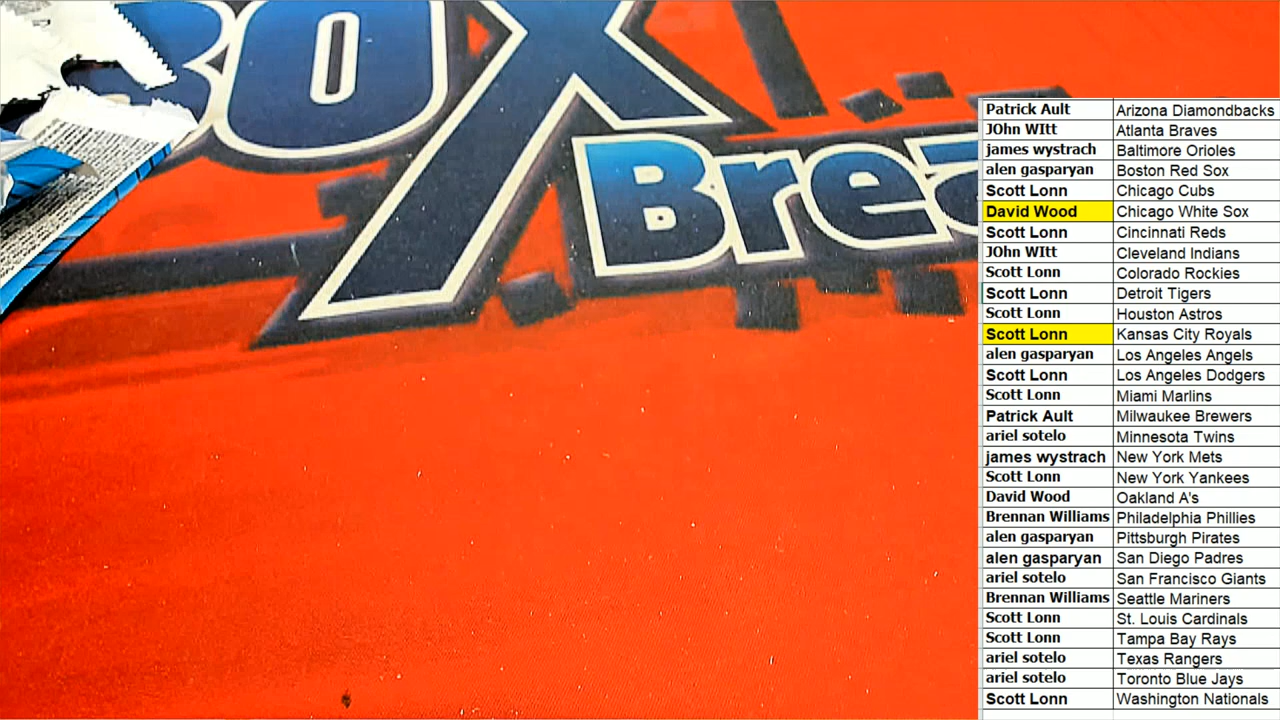 BOX
Brea
Patrick Ault Arizona Diamondbacks
JOhn WItt Atlanta Braves
james wystrach Baltimore Orioles
alen gasparyan Boston Red Sox
Scott Lonn Chicago Cubs
David Wood Chicago White Sox
Scott Lonn Cincinnati Reds
JOhn WItt Cleveland Indians
Scott Lonn Colorado Rockies
Scott Lonn Detroit Tigers
Scott Lonn Houston Astros
Scott Lonn Kansas City Royals
alen gasparyan Los Angeles Angels
Scott Lonn Los Angeles Dodgers
Scott Lonn Miami Marlins
Patrick Ault Milwaukee Brewers
ariel sotelo Minnesota Twins
james wystrach New York Mets
Scott Lonn New York Yankees
David Wood Oakland A's
Brennan Williams Philadelphia Phillies
alen gasparyan Pittsburgh Pirates
alen gasparyan San Diego Padres
ariel sotelo San Francisco Giants
Brennan Williams Seattle Mariners
Scott Lonn St. Louis Cardinals
Scott Lonn Tampa Bay Rays
ariel sotelo Texas Rangers
ariel sotelo Toronto Blue Jays
Scott Lonn Washington Nationals